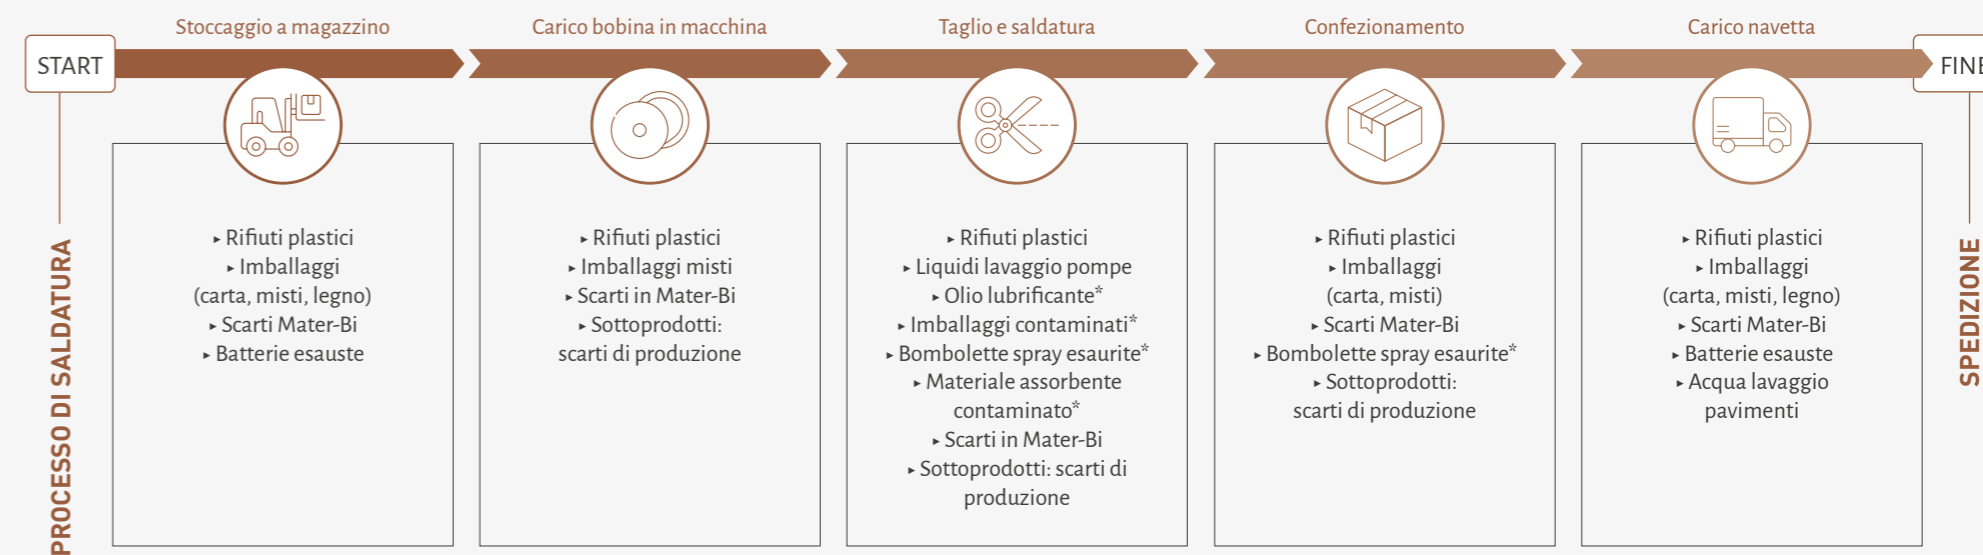 Stoccaggio a magazzino
Carico bobina in macchina
Taglio e saldatura
Confezionamento
Carico navetta
START
FINE
PROCESSO DI SALDATURA
▸ Rifiuti plastici
▸ Imballaggi
(carta, misti, legno)
▸ Scarti Mater-Bi
▸ Batterie esauste
▸ Rifiuti plastici
▸ Imballaggi misti
▸ Scarti in Mater-Bi
▸ Sottoprodotti:
scarti di produzione
▸ Rifiuti plastici
▸ Liquidi lavaggio pompe
▸ Olio lubrificante*
▸ Imballaggi contaminati*
▸ Bombolette spray esaurite*
▸ Materiale assorbente
contaminato*
▸ Scarti in Mater-Bi
▸ Sottoprodotti: scarti di
produzione
▸ Rifiuti plastici
▸ Imballaggi
(carta, misti)
▸ Scarti Mater-Bi
▸ Bombolette spray esaurite*
▸ Sottoprodotti:
scarti di produzione
▸ Rifiuti plastici
▸ Imballaggi
(carta, misti, legno)
▸ Scarti Mater-Bi
▸ Batterie esauste
▸ Acqua lavaggio
pavimenti
SPEDIZIONE